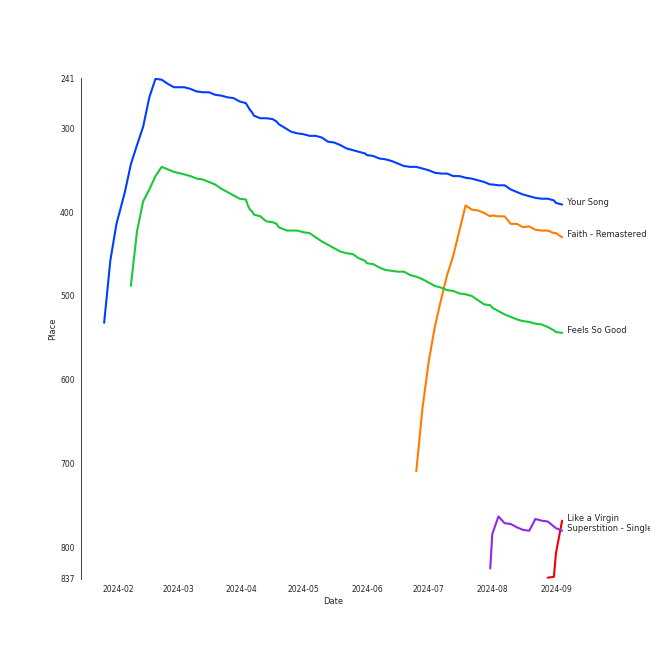 241
300
400
500
600
700
800
837
Place
2024-02 2024-03 2024-04 2024-05 2024-06 2024-07 2024-08 2024-09
Date
Your Song
Faith - Remastered
Feels So Good
Like a Virgin
Superstition - Single